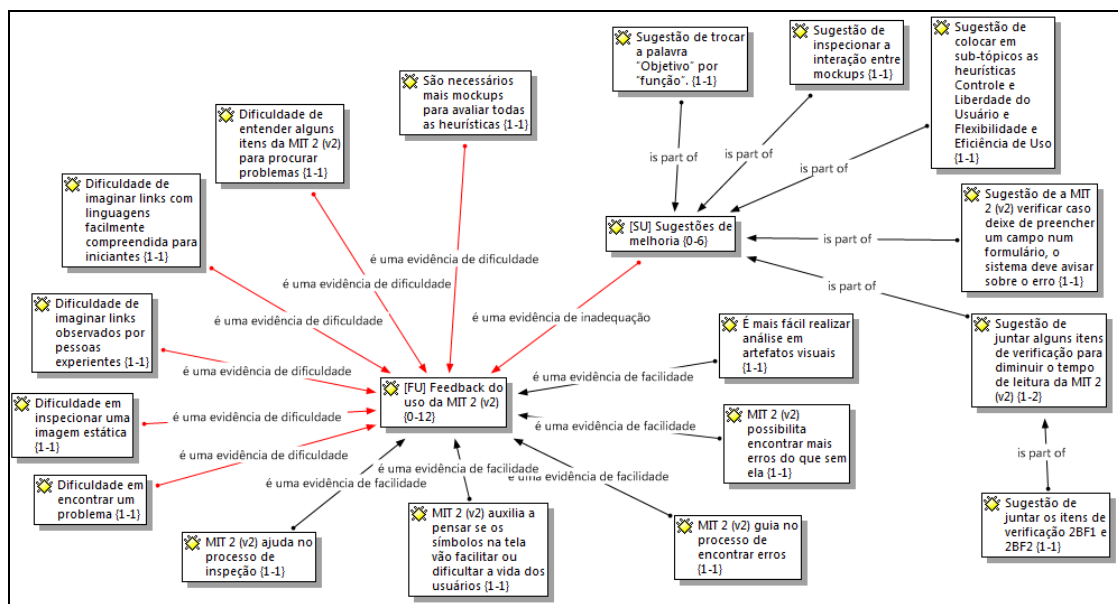 Sugestão de trocar
a palavra
"Objetivo" por
"função". {1-1}
Sugestão de
inspecionar a
interação entre
mockups {1-1}
Sugestão de
colocar em
sub-tópicos as
heurísticas
Controle e
Liberdade do
Usuário e
Flexibilidade e
Eficiência de Uso
{1-1}
São necessários
mais mockups
para avaliar todas
as heurísticas {1-1}
Dificuldade de
entender alguns
itens da MIT 2 (v2)
para procurar
problemas {1-1}
is part of
is part of
is part of
Dificuldade de
imaginar links com
linguagens
facilmente
compreendida para
iniciantes {1-1}
Sugestão de a MIT
2 (v2) verificar caso
deixe de preencher
um campo num
formulário, o
sistema deve avisar
sobre o erro {1-1}
[SU] Sugestões de
melhoria {0-6}
is part of
é uma evidência de dificuldade
é uma evidência de dificuldade
is part of
Dificuldade de
imaginar links
observados por
pessoas
experientes {1-1}
é uma evidência de dificuldade
é uma evidência de inadequação
É mais fácil realizar
análise em
artefatos visuais
{1-1}
Sugestão de
juntar alguns itens
de verificação para
diminuir o tempo
de leitura da MIT 2
(v2) {1-2}
é uma evidência de dificuldade
é uma evidência de facilidade
[FU] Feedback do
uso da MIT 2 (v2)
{0-12}
Dificuldade em
inspecionar uma
imagem estática
{1-1}
é uma evidência de dificuldade
é uma evidência de facilidade
MIT 2 (v2)
possibilita
encontrar mais
erros do que sem
ela {1-1}
é uma evidência de dificuldade
is part of
Dificuldade em
encontrar um
problema {1-1}
é uma evidência de facilidade
é uma evidência de facilidade
é uma evidência de facilidade
MIT 2 (v2) ajuda no
processo de
inspeção {1-1}
MIT 2 (v2) auxilia a
pensar se os
símbolos na tela
vão facilitar ou
dificultar a vida dos
usuários {1-1}
MIT 2 (v2) guia no
processo de
encontrar erros
{1-1}
Sugestão de
juntar os itens de
verificação 2BF1 e
2BF2 {1-1}